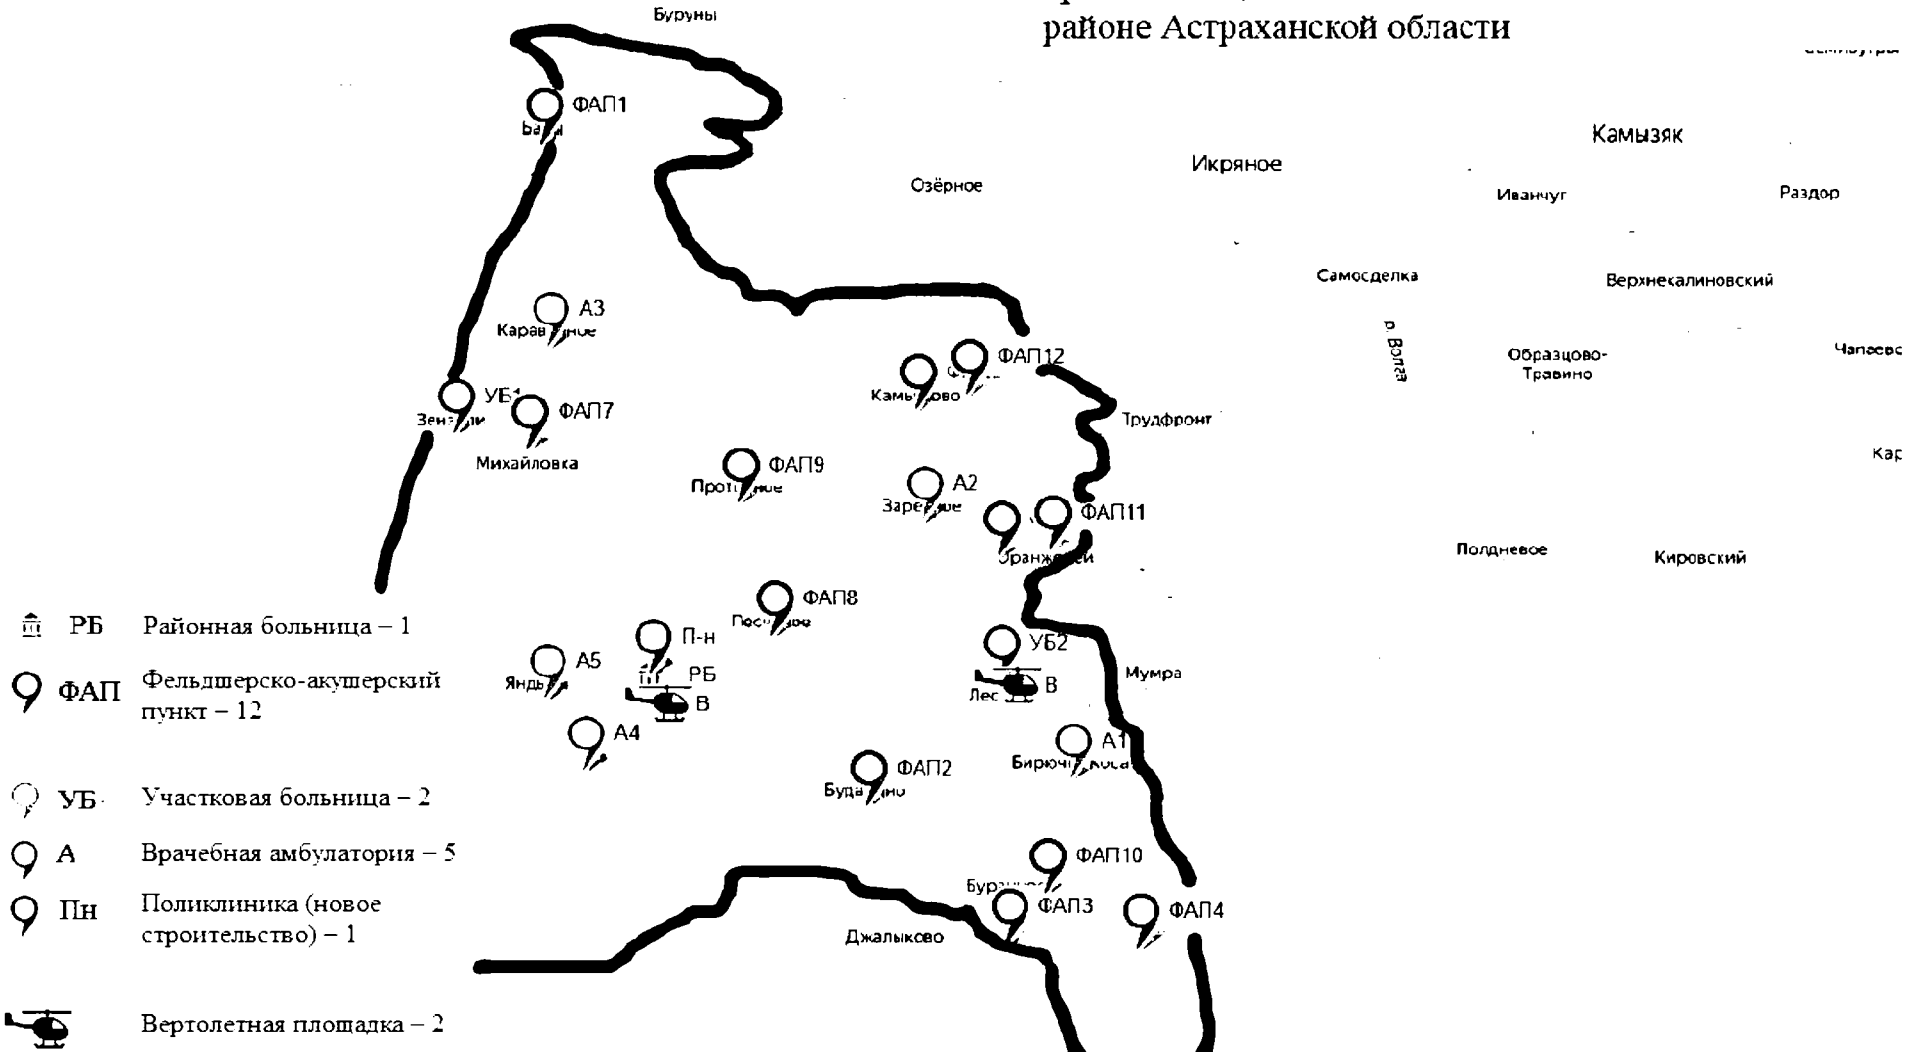 Буруны
районе Астраханской области
ФАП1
Камызяк
Икряное
Озёрное
Иванчуг
Раздор
Самосделка
Верхнекалиновский
А3
р. Волга
Образцово-
Травино
ФАП12
УБ1
ФАП7
Трудфронт
Михайловка
ФАП9
А2
ФАП11
Полдневое
Кировский
ФАП8
РБ Районная больница – 1
П-н
УБ2
А5
РБ
Мумра
ФАП Фельдшерско-акушерский
пункт – 12
В
Лес
В
А4
А1
ФАП2
УБ Участковая больница – 2
А Врачебная амбулатория – 5
ФАП10
Пн Поликлиника (новое
строительство) – 1
ФАП3
ФАП4
Джалыково
Вертолетная площадка – 2